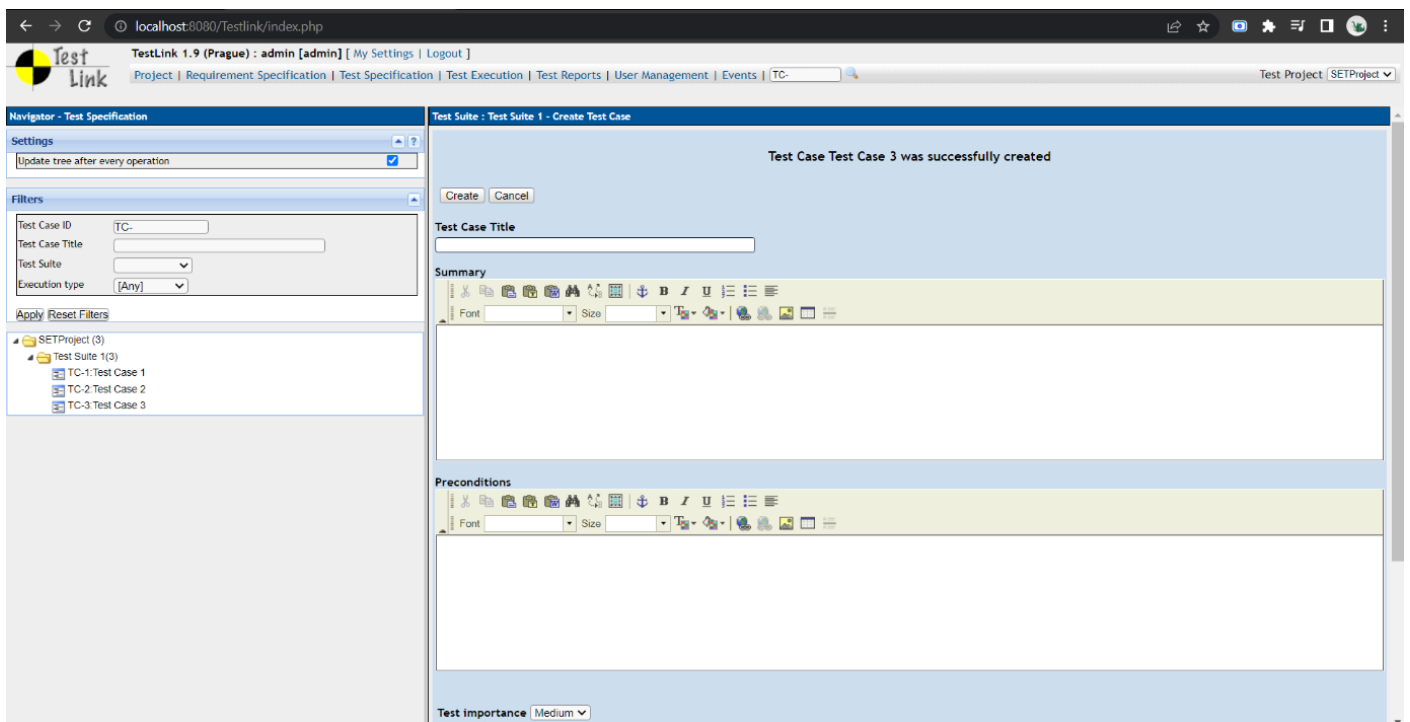 localhost:8080/Testlink/index.php
Test Link
TestLink 1.9 (Prague) : admin [admin] [ My Settings | Logout ]
Project | Requirement Specification | Test Specification | Test Execution | Test Reports | User Management | Events | TC-
Test Project SETProject
Navigator - Test Specification
Settings
?
Update tree after every operation
Filters
Test Case ID TC-
Test Case Title
Test Suite
Execution type [Any]
Apply Reset Filters
SETProject (3)
Test Suite 1(3)
TC-1:Test Case 1
TC-2:Test Case 2
TC-3:Test Case 3
Test Suite : Test Suite 1 - Create Test Case
Test Case Test Case 3 was successfully created
Create Cancel
Test Case Title
Summary
B I U
Font Size
Preconditions
B I U
Font Size
Test importance Medium